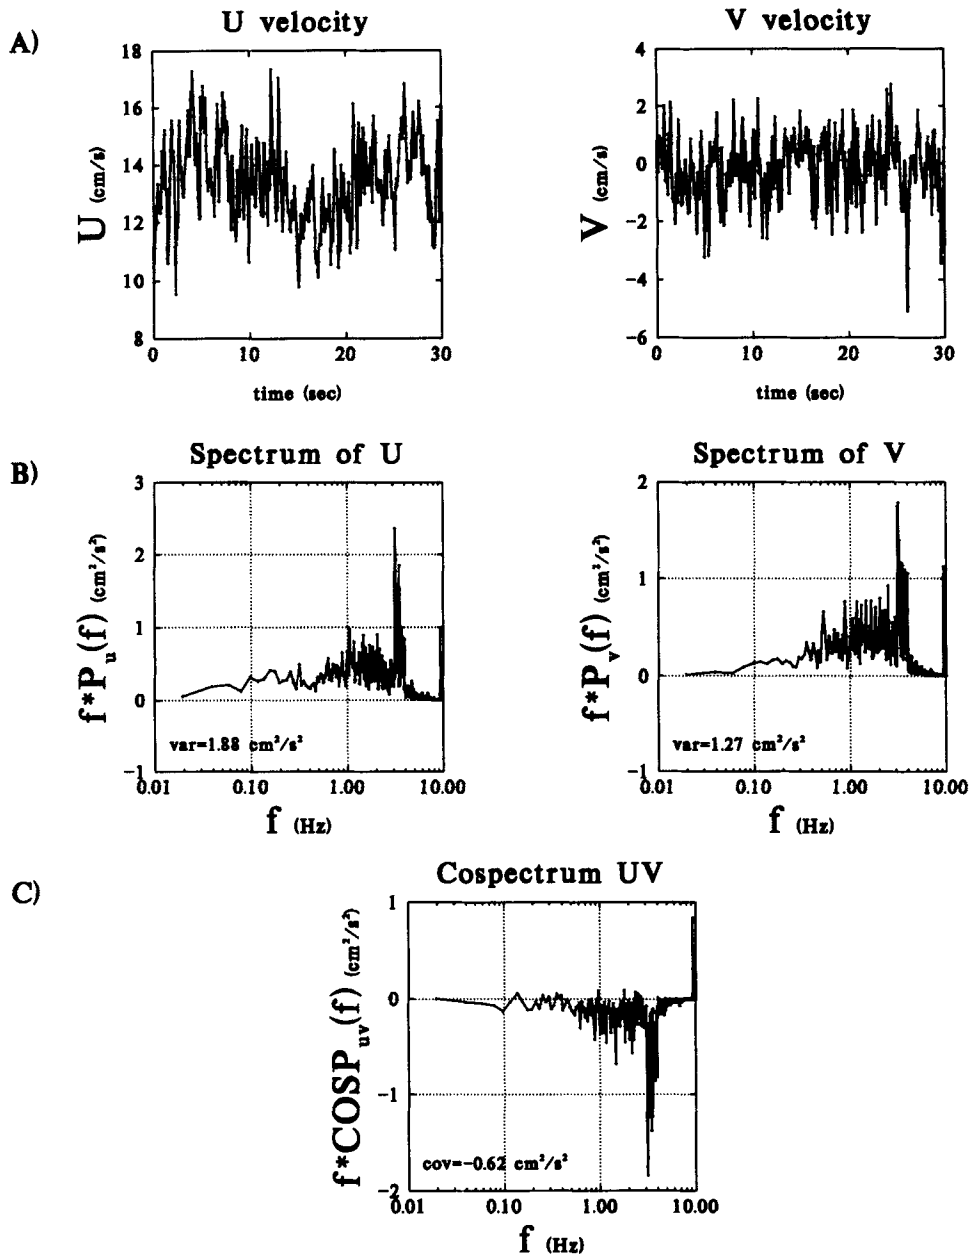 A)
U velocity
18
16
14
12
10
8
U (cm/s)
0
10
20
30
time (sec)
V velocity
4
2
0
−2
−4
−6
V (cm/s)
0
10
20
30
time (sec)
B)
Spectrum of U
3
2
1
0
−1
f*Pu(f) (cm²/s²)
var=1.88 cm²/s²
0.01
0.10
1.00
10.00
f (Hz)
Spectrum of V
2
1
0
−1
f*Pv(f) (cm²/s²)
var=1.27 cm²/s²
0.01
0.10
1.00
10.00
f (Hz)
C)
Cospectrum UV
1
0
−1
−2
f*COSPuv(f) (cm²/s²)
cov=−0.62 cm²/s²
0.01
0.10
1.00
10.00
f (Hz)